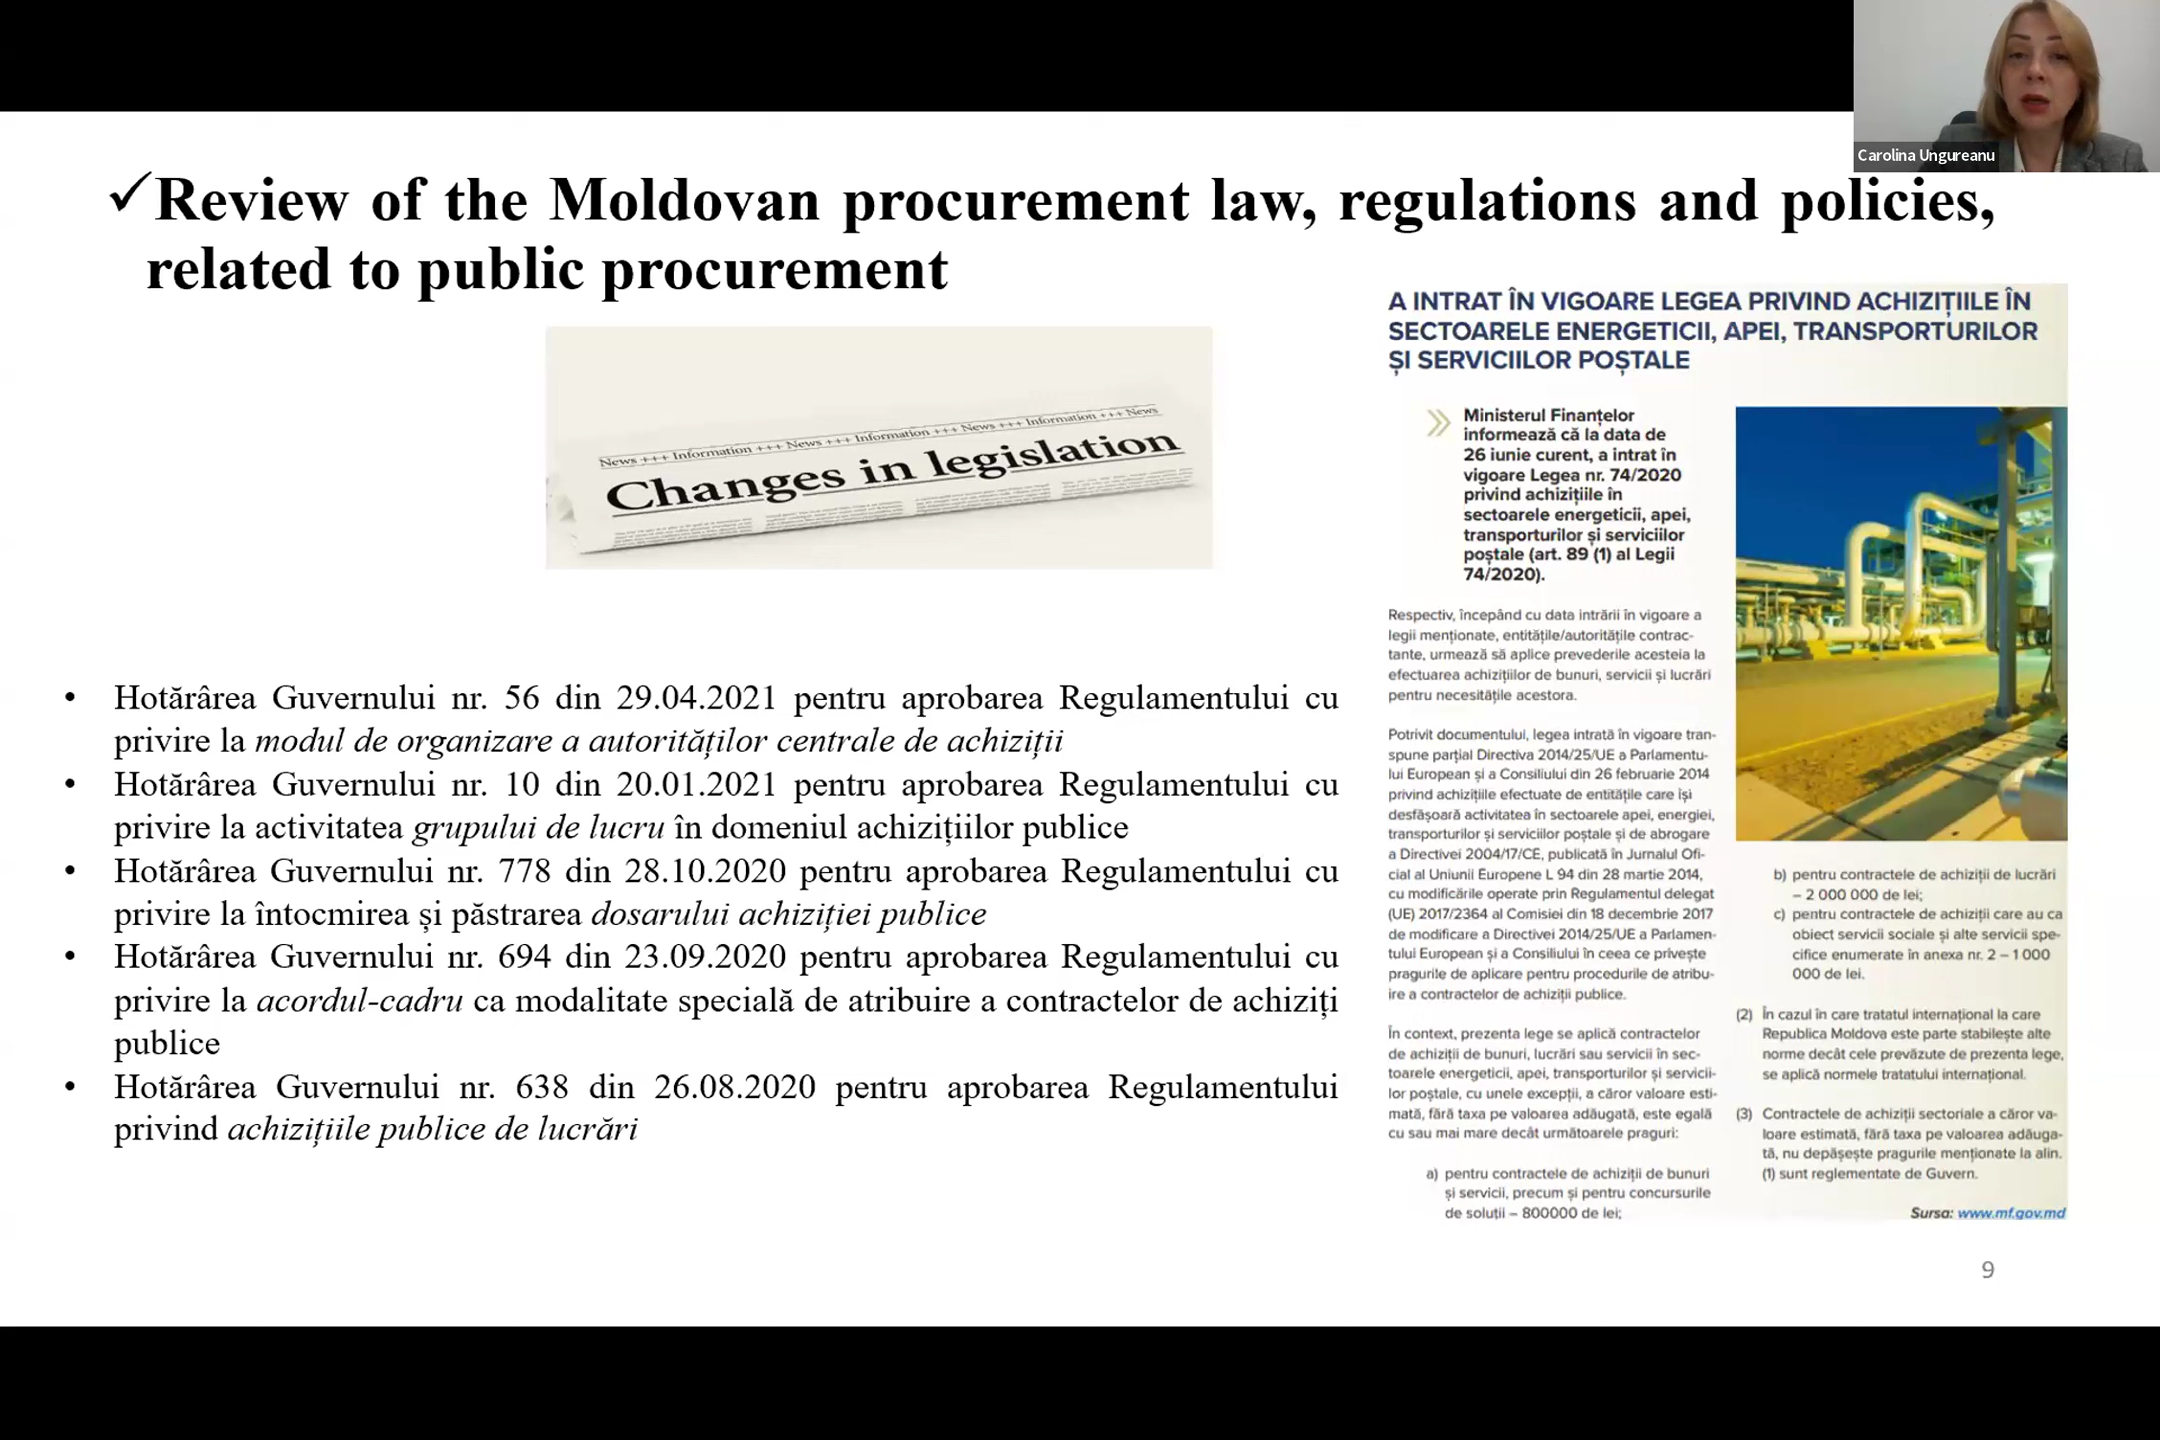 Carolina Ungureanu
✓Review of the Moldovan procurement law, regulations and policies,
related to public procurement
News +++ Information +++ News +++ Information +++ News +++ Information +++ News
Changes in legislation
• Hotărârea Guvernului nr. 56 din 29.04.2021 pentru aprobarea Regulamentului cu
privire la modul de organizare a autorităților centrale de achiziții
• Hotărârea Guvernului nr. 10 din 20.01.2021 pentru aprobarea Regulamentului cu
privire la activitatea grupului de lucru în domeniul achizițiilor publice
• Hotărârea Guvernului nr. 778 din 28.10.2020 pentru aprobarea Regulamentului cu
privire la întocmirea și păstrarea dosarului achiziției publice
• Hotărârea Guvernului nr. 694 din 23.09.2020 pentru aprobarea Regulamentului cu
privire la acordul-cadru ca modalitate specială de atribuire a contractelor de achiziți
publice
• Hotărârea Guvernului nr. 638 din 26.08.2020 pentru aprobarea Regulamentului
privind achizițiile publice de lucrări
A INTRAT ÎN VIGOARE LEGEA PRIVIND ACHIZIȚIILE ÎN
SECTOARELE ENERGETICII, APEI, TRANSPORTURILOR
ȘI SERVICIILOR POȘTALE
Ministerul Finanțelor
informează că la data de
26 iunie curent, a intrat în
vigoare Legea nr. 74/2020
privind achizițiile în
sectoarele energeticii, apei,
transporturilor și serviciilor
poștale (art. 89 (1) al Legii
74/2020).
Respectiv, începând cu data intrării în vigoare a
legii menționate, entitățile/autoritățile contrac-
tante, urmează să aplice prevederile acesteia la
efectuarea achizițiilor de bunuri, servicii și lucrări
pentru necesitățile acestora.
Potrivit documentului, legea intrată în vigoare tran-
spune parțial Directiva 2014/25/UE a Parlamentu-
lui European și a Consiliului din 26 februarie 2014
privind achizițiile efectuate de entitățile care își
desfășoară activitatea în sectoarele apei, energiei,
transporturilor și serviciilor poștale și de abrogare
a Directivei 2004/17/CE, publicată în Jurnalul Ofi-
cial al Uniunii Europene L 94 din 28 martie 2014,
cu modificările operate prin Regulamentul delegat
(UE) 2017/2364 al Comisiei din 18 decembrie 2017
de modificare a Directivei 2014/25/UE a Parlamen-
tului European și a Consiliului în ceea ce privește
pragurile de aplicare pentru procedurile de atribu-
ire a contractelor de achiziții publice.
În context, prezenta lege se aplică contractelor
de achiziții de bunuri, lucrări sau servicii în sec-
toarele energeticii, apei, transporturilor și servicii-
lor poștale, cu unele excepții, a căror valoare esti-
mată, fără taxa pe valoarea adăugată, este egală
cu sau mai mare decât următoarele praguri:
a) pentru contractele de achiziții de bunuri
și servicii, precum și pentru concursurile
de soluții – 800000 de lei;
b) pentru contractele de achiziții de lucrări
– 2 000 000 de lei;
c) pentru contractele de achiziții care au ca
obiect servicii sociale și alte servicii spe-
cifice enumerate în anexa nr. 2 – 1 000
000 de lei.
(2) În cazul în care tratatul internațional la care
Republica Moldova este parte stabilește alte
norme decât cele prevăzute de prezenta lege,
se aplică normele tratatului internațional.
(3) Contractele de achiziții sectoriale a căror va-
loare estimată, fără taxa pe valoarea adăuga-
tă, nu depășește pragurile menționate la alin.
(1) sunt reglementate de Guvern.
Sursa: www.mf.gov.md
9